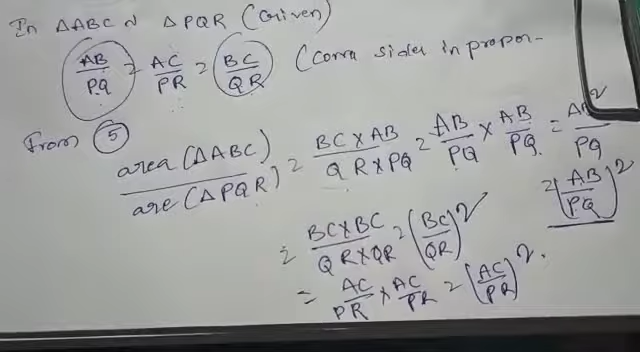 In ΔABC ~ ΔPQR (Given)
AB/PQ = AC/PR = BC/QR (Corra sides in propor-
From (5)
area (ΔABC)/are (ΔPQR) = BC×AB/QR×PQ = AB/PQ × AB/PQ = AB²/PQ
= (AB/PQ)²
= BC×BC/QR×QR = (BC/QR)²
= AC/PR × AC/PR = (AC/PR)².